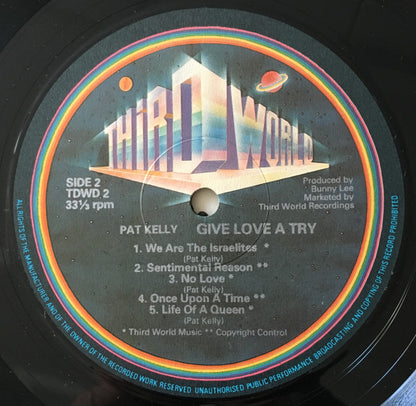 THIRD WORLD
SIDE 2
TDWD 2
33⅓ rpm
Produced by
Bunny Lee
Marketed by
Third World Recordings
PAT KELLY GIVE LOVE A TRY
1. We Are The Israelites *
(Pat Kelly)
2. Sentimental Reason **
3. No Love *
(Pat Kelly)
4. Once Upon A Time **
5. Life Of A Queen *
(Pat Kelly)
* Third World Music ** Copyright Control
ALL RIGHTS OF THE MANUFACTURER AND OF THE OWNER OF THE RECORDED WORK RESERVED UNAUTHORISED PUBLIC PERFORMANCE BROADCASTING AND COPYING OF THIS RECORD PROHIBITED